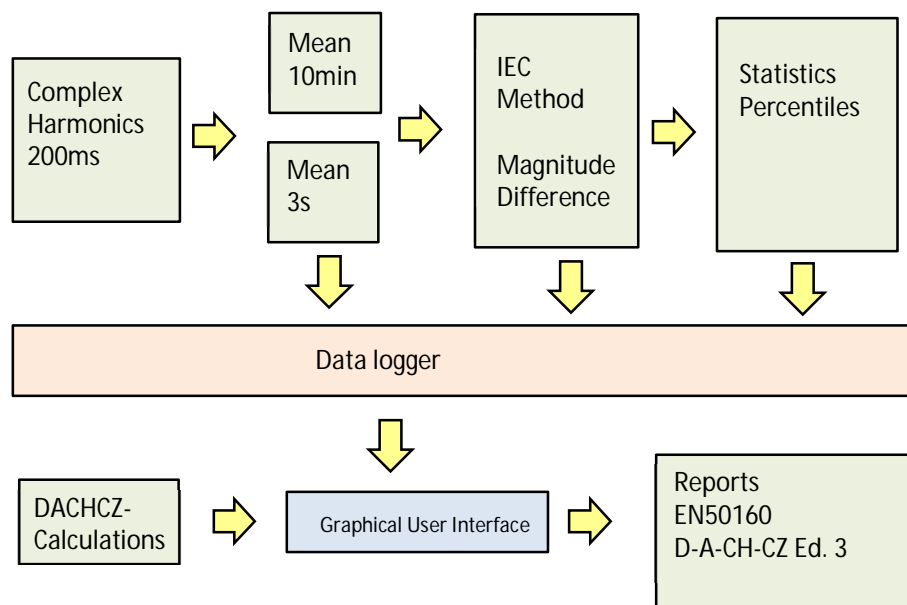 Complex
Harmonics
200ms
Mean
10min
Mean
3s
IEC
Method
Magnitude
Difference
Statistics
Percentiles
Data logger
DACHCZ-
Calculations
Graphical User Interface
Reports
EN50160
D-A-CH-CZ Ed. 3